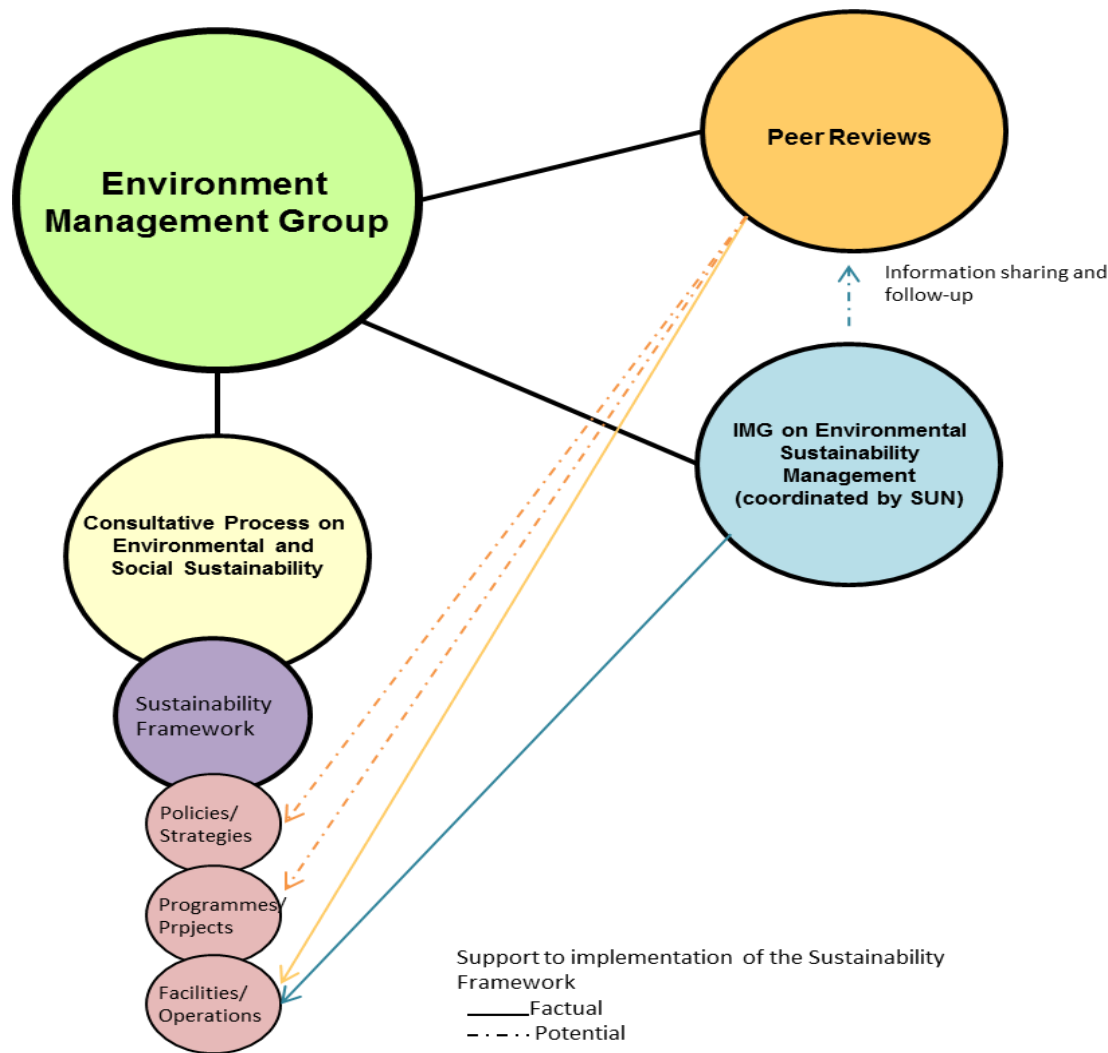 Environment
Management Group
Peer Reviews
Information sharing and
follow-up
IMG on Environmental
Sustainability
Management
(coordinated by SUN)
Consultative Process on
Environmental and
Social Sustainability
Sustainability
Framework
Policies/
Strategies
Programmes/
Prpjects
Facilities/
Operations
Support to implementation of the Sustainability
Framework
Factual
Potential